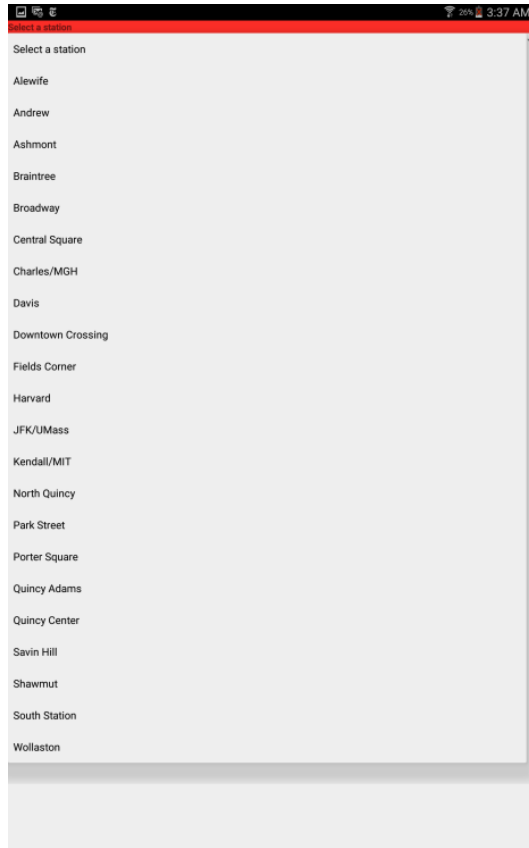 26% 3:37 AM
Select a station
Select a station
Alewife
Andrew
Ashmont
Braintree
Broadway
Central Square
Charles/MGH
Davis
Downtown Crossing
Fields Corner
Harvard
JFK/UMass
Kendall/MIT
North Quincy
Park Street
Porter Square
Quincy Adams
Quincy Center
Savin Hill
Shawmut
South Station
Wollaston